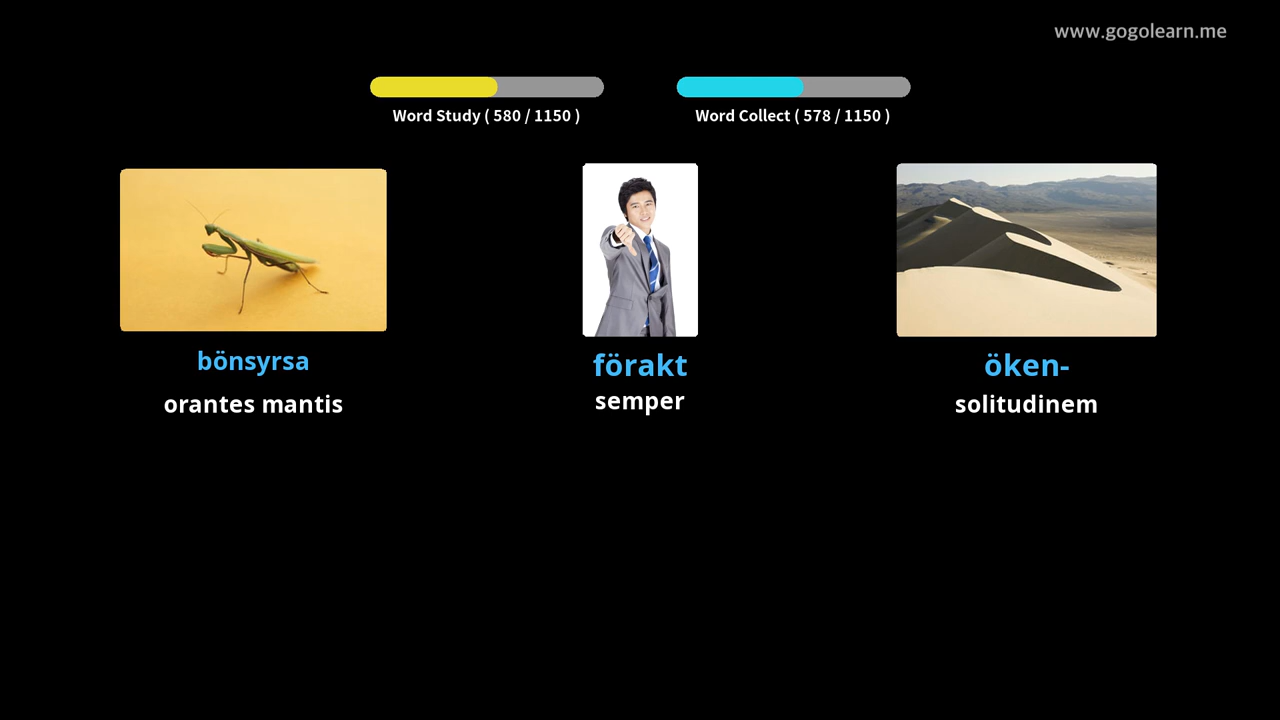 www.gogolearn.me
Word Study ( 580 / 1150 )
Word Collect ( 578 / 1150 )
bönsyrsa
orantes mantis
förakt
semper
öken-
solitudinem